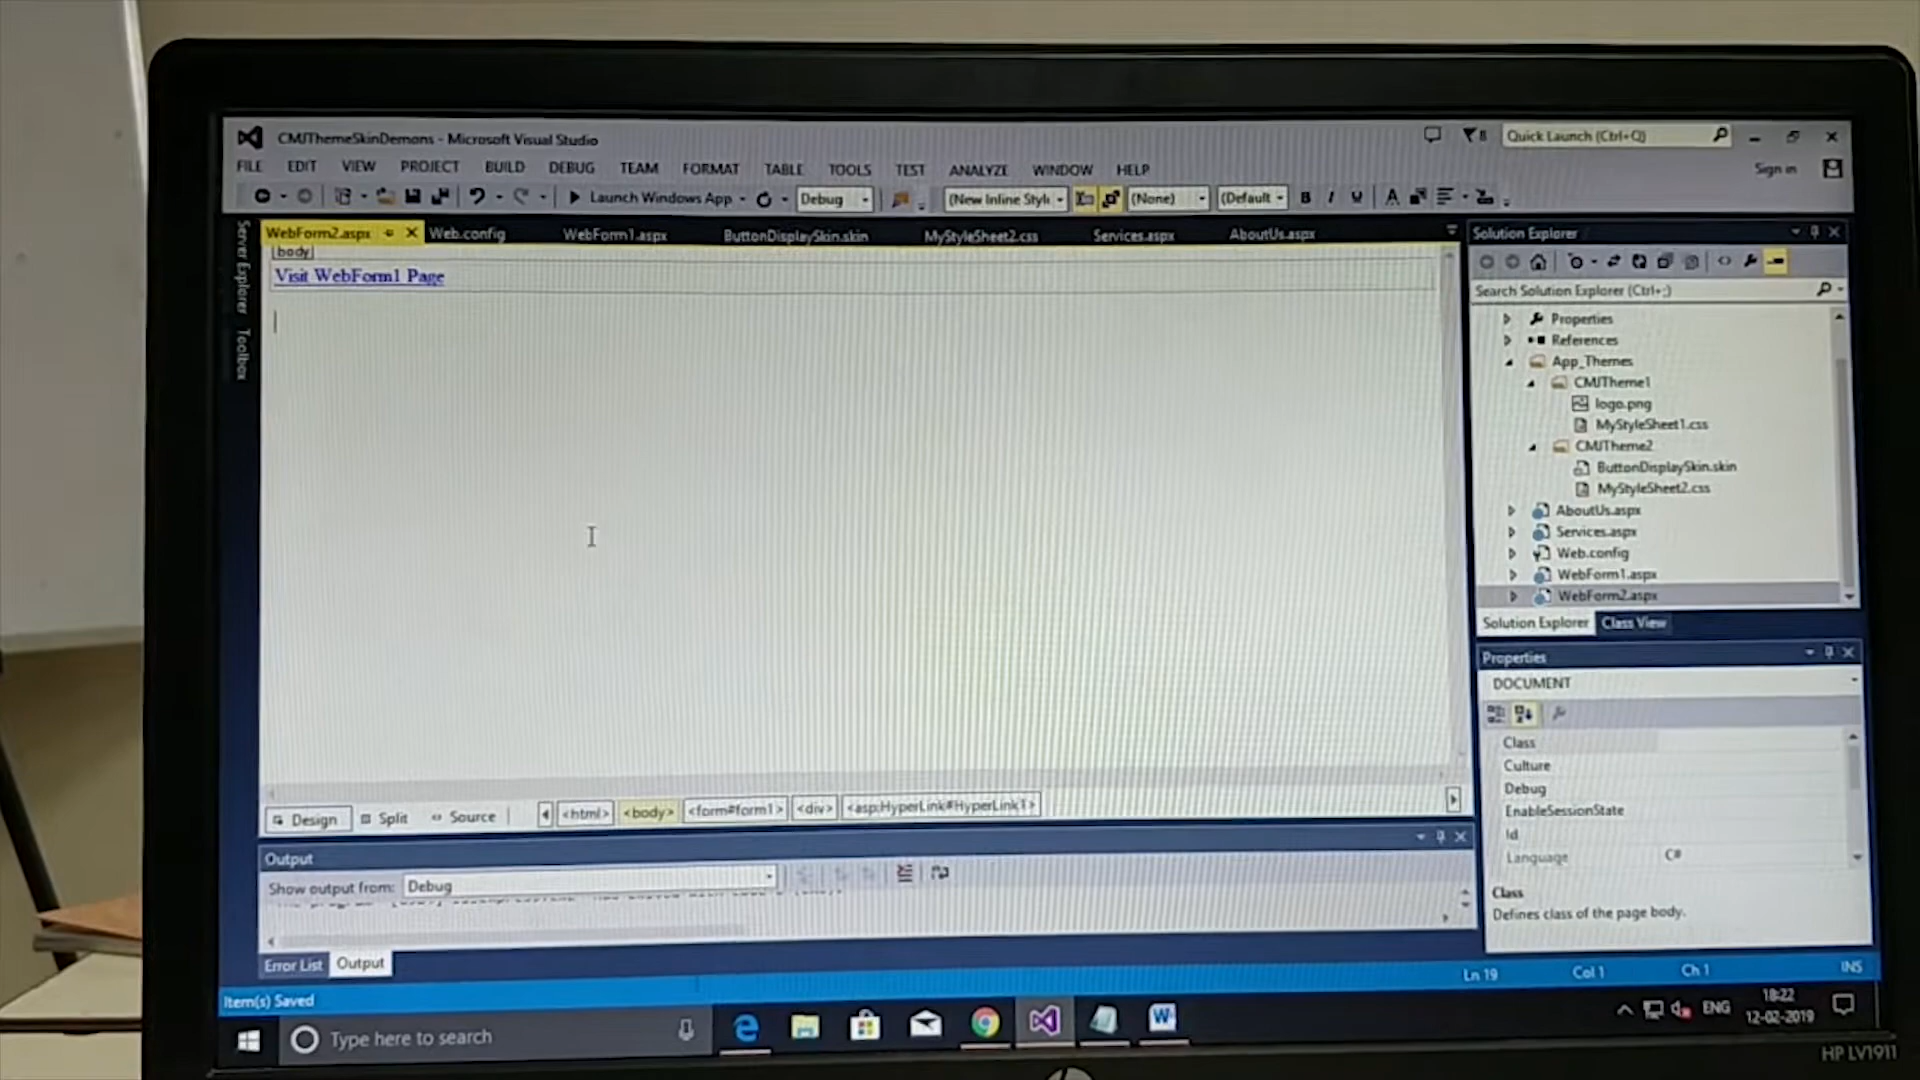 CMJThemeSkinDemons - Microsoft Visual Studio
8
Quick Launch (Ctrl+Q)
FILE EDIT VIEW PROJECT BUILD DEBUG TEAM FORMAT TABLE TOOLS TEST ANALYZE WINDOW HELP
Sign in
Launch Windows App
Debug
(New Inline Styl
(None)
(Default
B I U A
Server Explorer
Toolbox
WebForm2.aspx
Web.config
WebForm1.aspx
ButtonDisplaySkin.skin
MyStyleSheet2.css
Services.aspx
AboutUs.aspx
body
Visit WebForm1 Page
Design
Split
Source
<html>
<body>
<form#form1>
<div>
<asp:HyperLink#HyperLink1>
Output
Show output from: Debug
Error List
Output
Item(s) Saved
Ln 19
Col 1
Ch 1
INS
Solution Explorer
Search Solution Explorer (Ctrl+;)
Properties
References
App_Themes
CMJTheme1
logo.png
MyStyleSheet1.css
CMJTheme2
ButtonDisplaySkin.skin
MyStyleSheet2.css
AboutUs.aspx
Services.aspx
Web.config
WebForm1.aspx
WebForm2.aspx
Solution Explorer
Class View
Properties
DOCUMENT
Class
Culture
Debug
EnableSessionState
Id
Language C#
Class
Defines class of the page body.
Type here to search
ENG
18:22
12-02-2019
HP LV1911